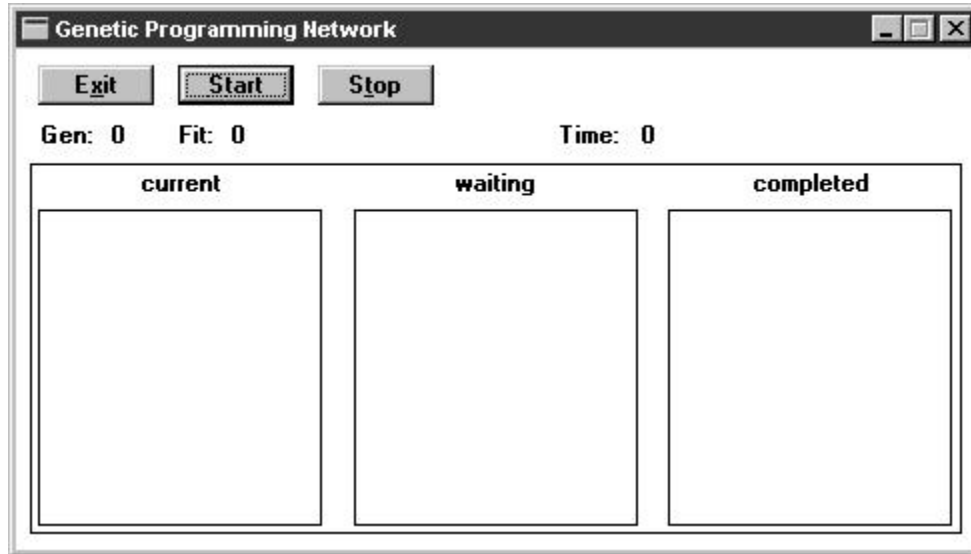 Genetic Programming Network
Exit Start Stop
Gen: 0 Fit: 0 Time: 0
current waiting completed